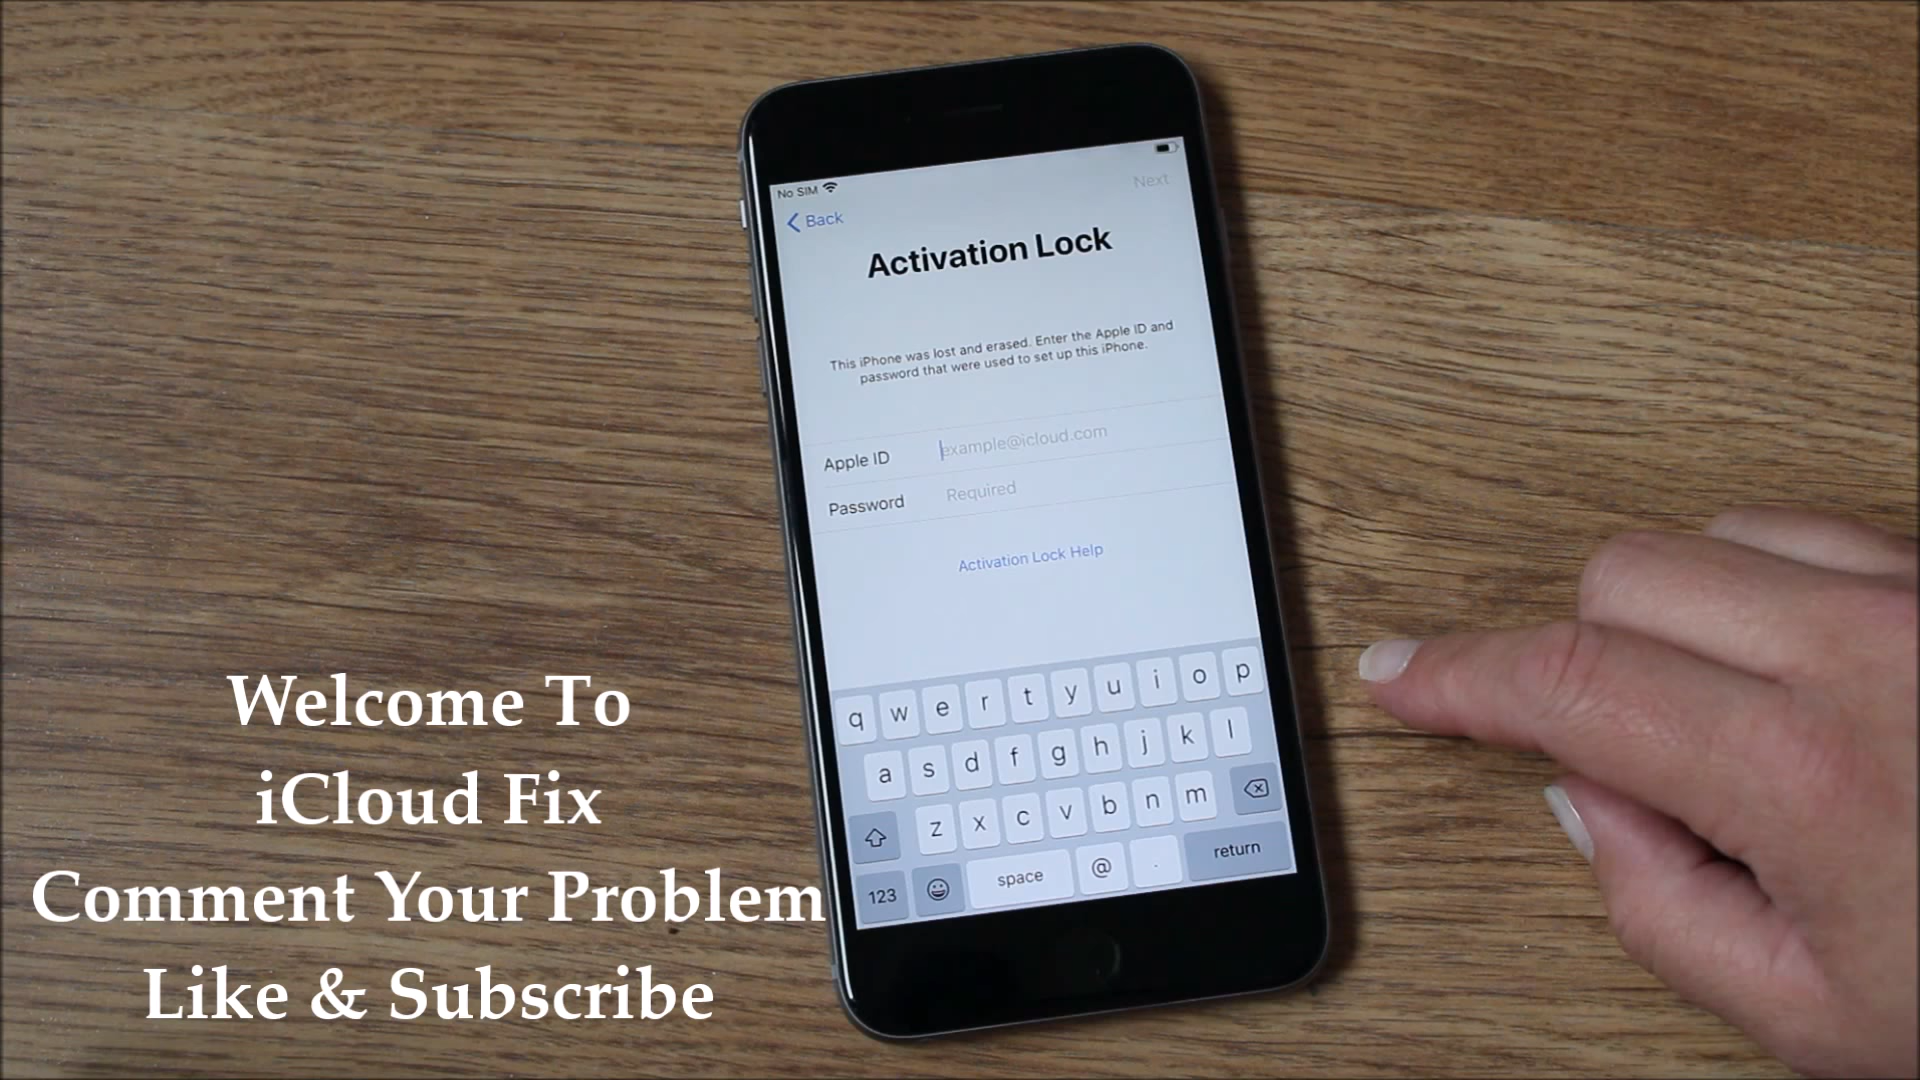 No SIM
Back
Next
Activation Lock
This iPhone was lost and erased. Enter the Apple ID and
password that were used to set up this iPhone.
Apple ID example@icloud.com
Password Required
Activation Lock Help
q w e r t y u i o p
a s d f g h j k l
z x c v b n m
123 space @ . return
Welcome To
iCloud Fix
Comment Your Problem
Like & Subscribe